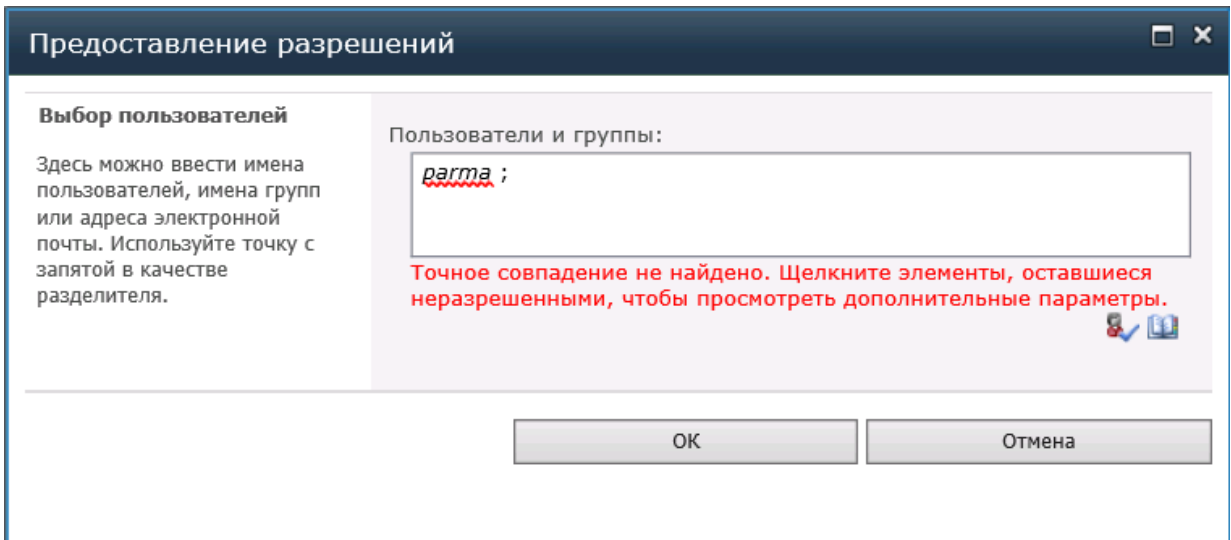 Предоставление разрешений
Выбор пользователей
Здесь можно ввести имена
пользователей, имена групп
или адреса электронной
почты. Используйте точку с
запятой в качестве
разделителя.
Пользователи и группы:
parma ;
Точное совпадение не найдено. Щелкните элементы, оставшиеся
неразрешенными, чтобы просмотреть дополнительные параметры.
ОК
Отмена